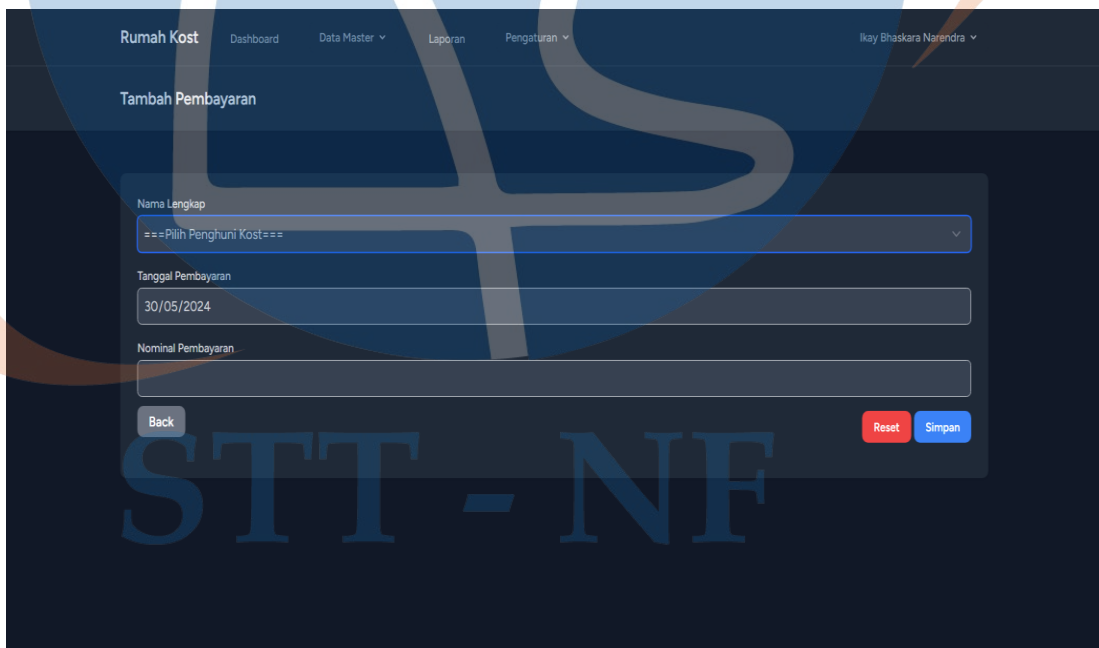 Rumah Kost Dashboard Data Master Laporan Pengaturan Ikay Bhaskara Narendra
Tambah Pembayaran
Nama Lengkap
===Pilih Penghuni Kost===
Tanggal Pembayaran
30/05/2024
Nominal Pembayaran
Back Reset Simpan
STT - NF